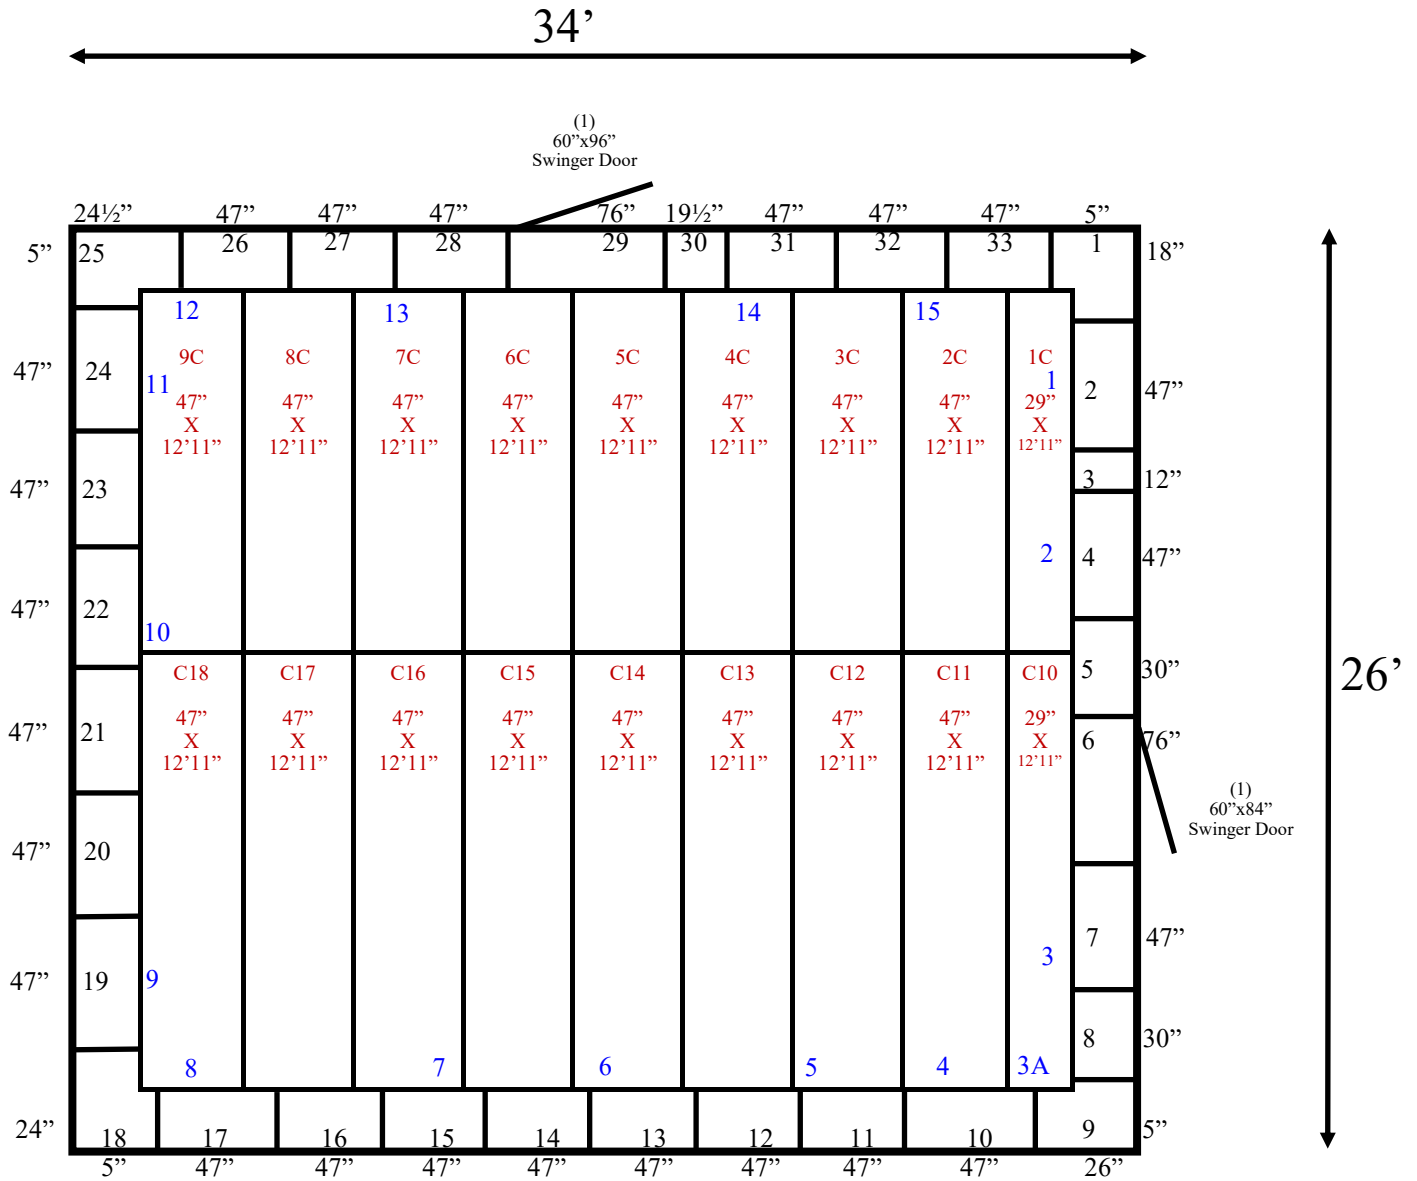 34’
(1)
60”x96”
Swinger Door
24½” 47” 47” 47” 76” 19½” 47” 47” 47” 5”
5” 25 26 27 28 29 30 31 32 33 1 18”
12 13 14 15
9C 8C 7C 6C 5C 4C 3C 2C 1C
47” 24 11 1 2 47”
47” 47” 47” 47” 47” 47” 47” 47” 29”
X X X X X X X X X
12’11” 12’11” 12’11” 12’11” 12’11” 12’11” 12’11” 12’11” 12’11”
47” 23 3 12”
2 4 47”
47” 22
10
C18 C17 C16 C15 C14 C13 C12 C11 C10 5 30” 26’
47” 47” 47” 47” 47” 47” 47” 47” 29”
47” 21 X X X X X X X X X 6 76”
12’11” 12’11” 12’11” 12’11” 12’11” 12’11” 12’11” 12’11” 12’11”
(1)
60”x84”
Swinger Door
47” 20
3 7 47”
47” 19 9
8 7 6 5 4 3A 8 30”
24” 18 17 16 15 14 13 12 11 10 9 5”
5” 47” 47” 47” 47” 47” 47” 47” 47” 26”